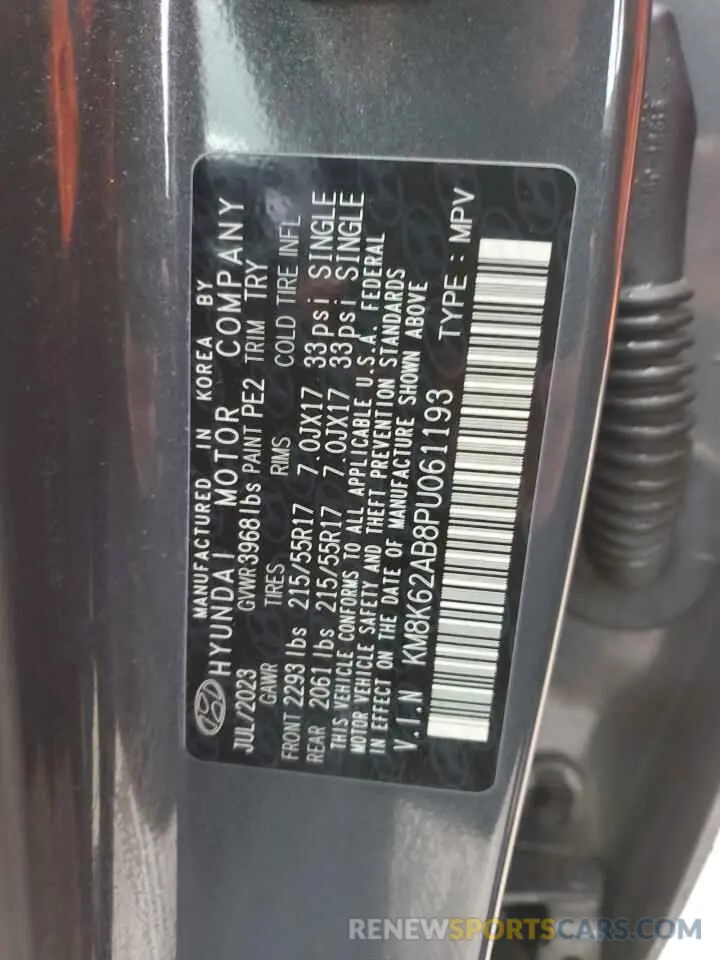 MANUFACTURED IN KOREA BY
HYUNDAI MOTOR COMPANY
JUL/2023 GVWR 3968 lbs PAINT PE2 TRIM TRY
GAWR TIRES RIMS COLD TIRE INFL
FRONT 2293 lbs 215/55R17 7.0JX17 33psi SINGLE
REAR 2061 lbs 215/55R17 7.0JX17 33psi SINGLE
THIS VEHICLE CONFORMS TO ALL APPLICABLE U.S.A. FEDERAL
MOTOR VEHICLE SAFETY AND THEFT PREVENTION STANDARDS
IN EFFECT ON THE DATE OF MANUFACTURE SHOWN ABOVE
V.I.N KM8K62AB8PU061193 TYPE : MPV
RENEWSPORTSCARS.COM